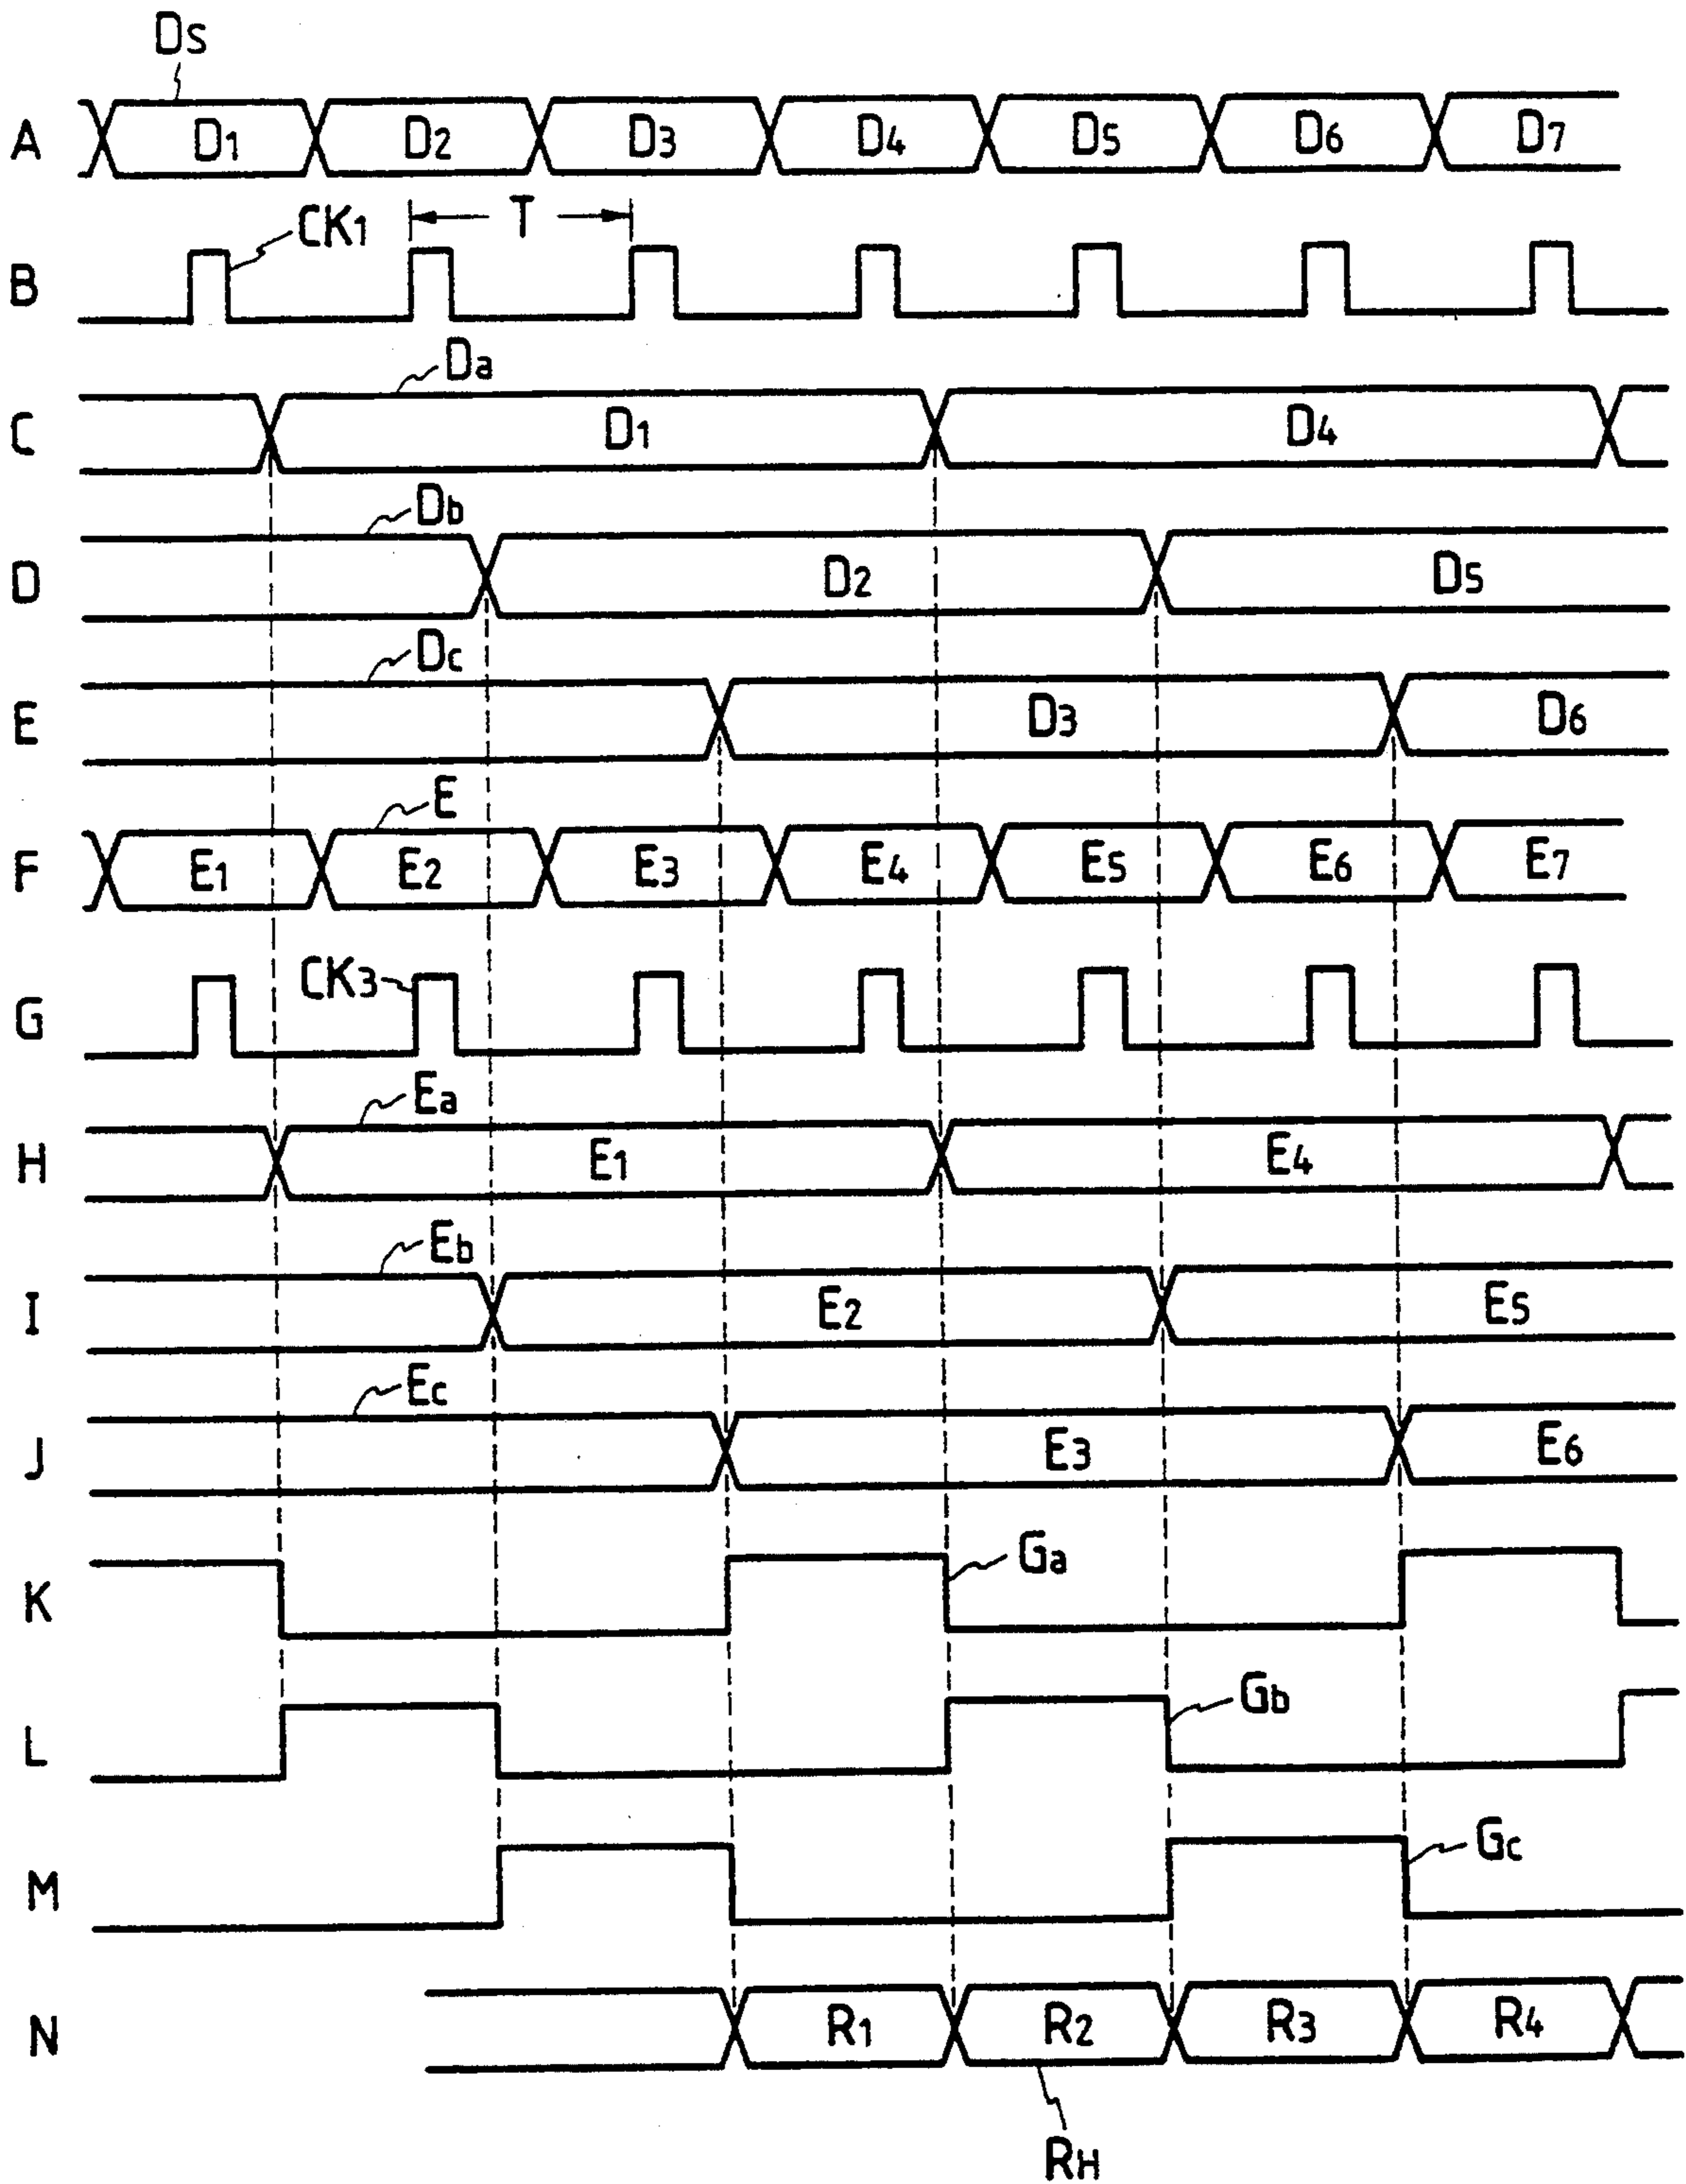 Ds
A D1 D2 D3 D4 D5 D6 D7
T
CK1
B
Da
C D1 D4
Db
D D2 D5
Dc
E D3 D6
E
F E1 E2 E3 E4 E5 E6 E7
CK3
G
Ea
H E1 E4
Eb
I E2 E5
Ec
J E3 E6
Ga
K
Gb
L
Gc
M
N R1 R2 R3 R4
RH